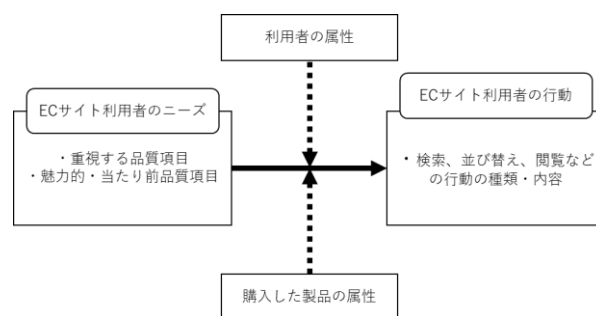 利用者の属性
ECサイト利用者のニーズ
・重視する品質項目
・魅力的・当たり前品質項目
ECサイト利用者の行動
・検索、並び替え、閲覧など
の行動の種類・内容
購入した製品の属性